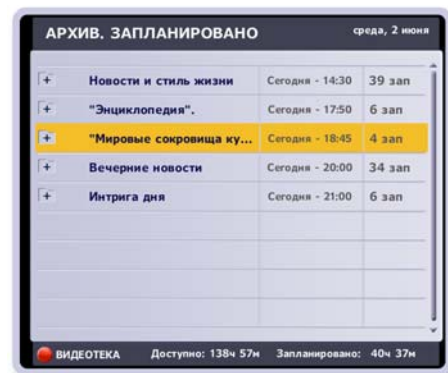 АРХИВ. ЗАПЛАНИРОВАНО среда, 2 июня
+ Новости и стиль жизни Сегодня - 14:30 39 зап
+ "Энциклопедия". Сегодня - 17:50 6 зап
+ "Мировые сокровища ку... Сегодня - 18:45 4 зап
+ Вечерние новости Сегодня - 20:00 34 зап
+ Интрига дня Сегодня - 21:00 6 зап
ВИДЕОТЕКА Доступно: 138ч 57м Запланировано: 40ч 37м